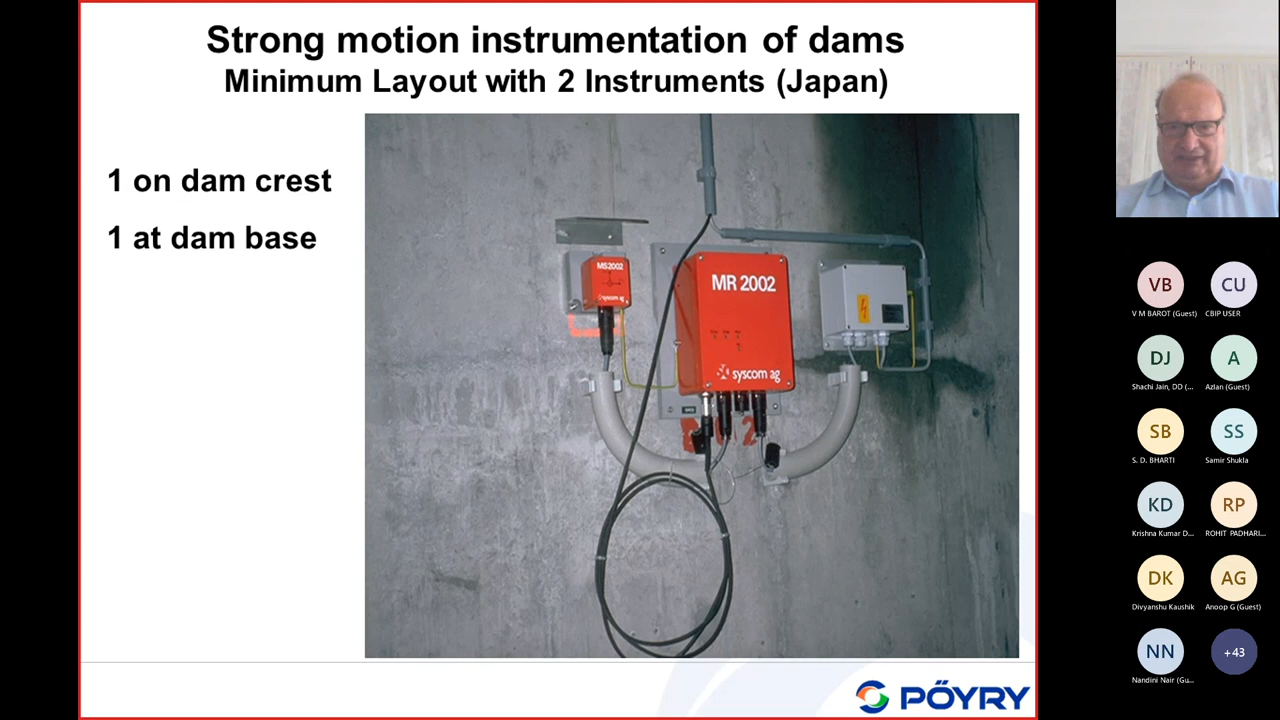 Strong motion instrumentation of dams
Minimum Layout with 2 Instruments (Japan)
1 on dam crest
1 at dam base
MS2002
syscom ag
MR 2002
syscom ag
PÖYRY
VB
V M BAROT (Guest)
CU
CBIP USER
DJ
Shachi Jain, DD (...
A
Azlan (Guest)
SB
S. D. BHARTI
SS
Samir Shukla
KD
Krishna Kumar D...
RP
ROHIT PADHARI...
DK
Divyanshu Kaushik
AG
Anoop G (Guest)
NN
Nandini Nair (Gu...
+43